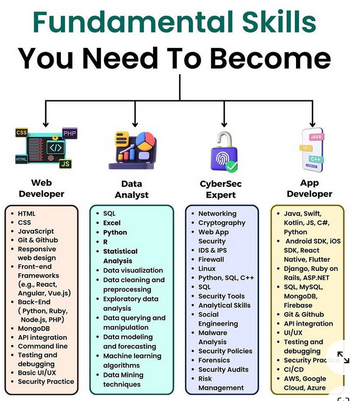 Fundamental Skills
You Need To Become
CSS
PHP
HTML
JS
JAVA
C++
Web
Developer
• HTML
• CSS
• JavaScript
• Git & Github
• Responsive
web design
• Front-end
Frameworks
(e.g., React,
Angular, Vue.js)
• Back-End
( Python, Ruby,
Node.js, PHP)
• MongoDB
• API integration
• Command line
• Testing and
debugging
• Basic UI/UX
• Security Practice
Data
Analyst
• SQL
• Excel
• Python
• R
• Statistical
Analysis
• Data visualization
• Data cleaning and
preprocessing
• Exploratory data
analysis
• Data querying and
manipulation
• Data modeling
and forecasting
• Machine learning
algorithms
• Data Mining
techniques
CyberSec
Expert
• Networking
• Cryptography
• Web App
Security
• IDS & IPS
• Firewall
• Linux
• Python, SQL, C++
• SQL
• Security Tools
• Analytical Skills
• Social
Engineering
• Malware
Analysis
• Security Policies
• Forensics
• Security Audits
• Risk
Management
App
Developer
• Java, Swift,
Kotlin, JS, C#,
Python
• Android SDK, iOS
SDK, React
Native, Flutter
• Django, Ruby on
Rails, ASP.NET
• SQL, MySQL,
MongoDB,
Firebase
• Git & Github
• API integration
• UI/UX
• Testing and
debugging
• Security Prac
• CI/CD
• AWS, Google
Cloud, Azure